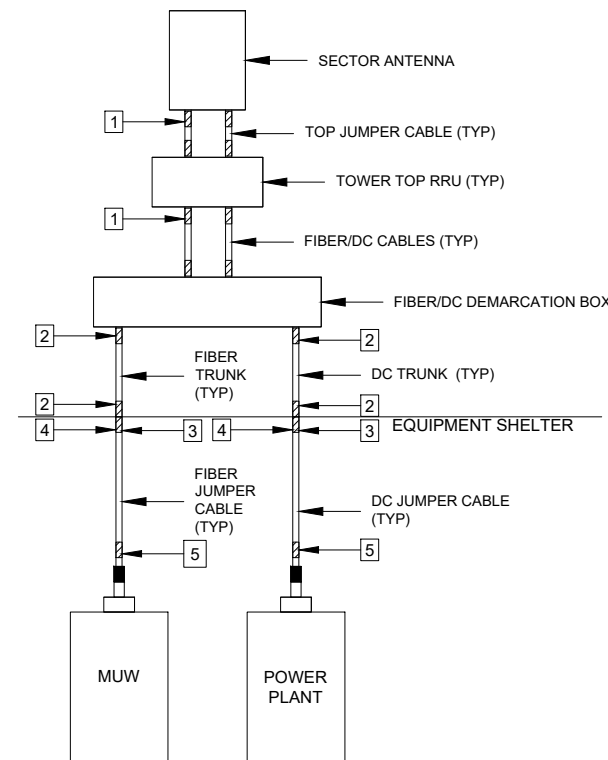 SECTOR ANTENNA
1
TOP JUMPER CABLE (TYP)
TOWER TOP RRU (TYP)
1
FIBER/DC CABLES (TYP)
FIBER/DC DEMARCATION BOX
2
2
FIBER
TRUNK
(TYP)
DC TRUNK (TYP)
2
2
4
3
4
3
EQUIPMENT SHELTER
FIBER
JUMPER
CABLE
(TYP)
DC JUMPER CABLE
(TYP)
5
5
MUW
POWER
PLANT